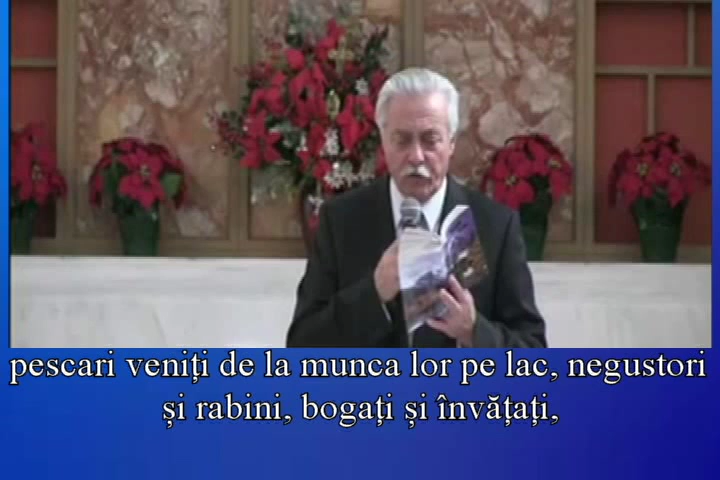 pescari veniți de la munca lor pe lac, negustori
și rabini, bogați și învățați,